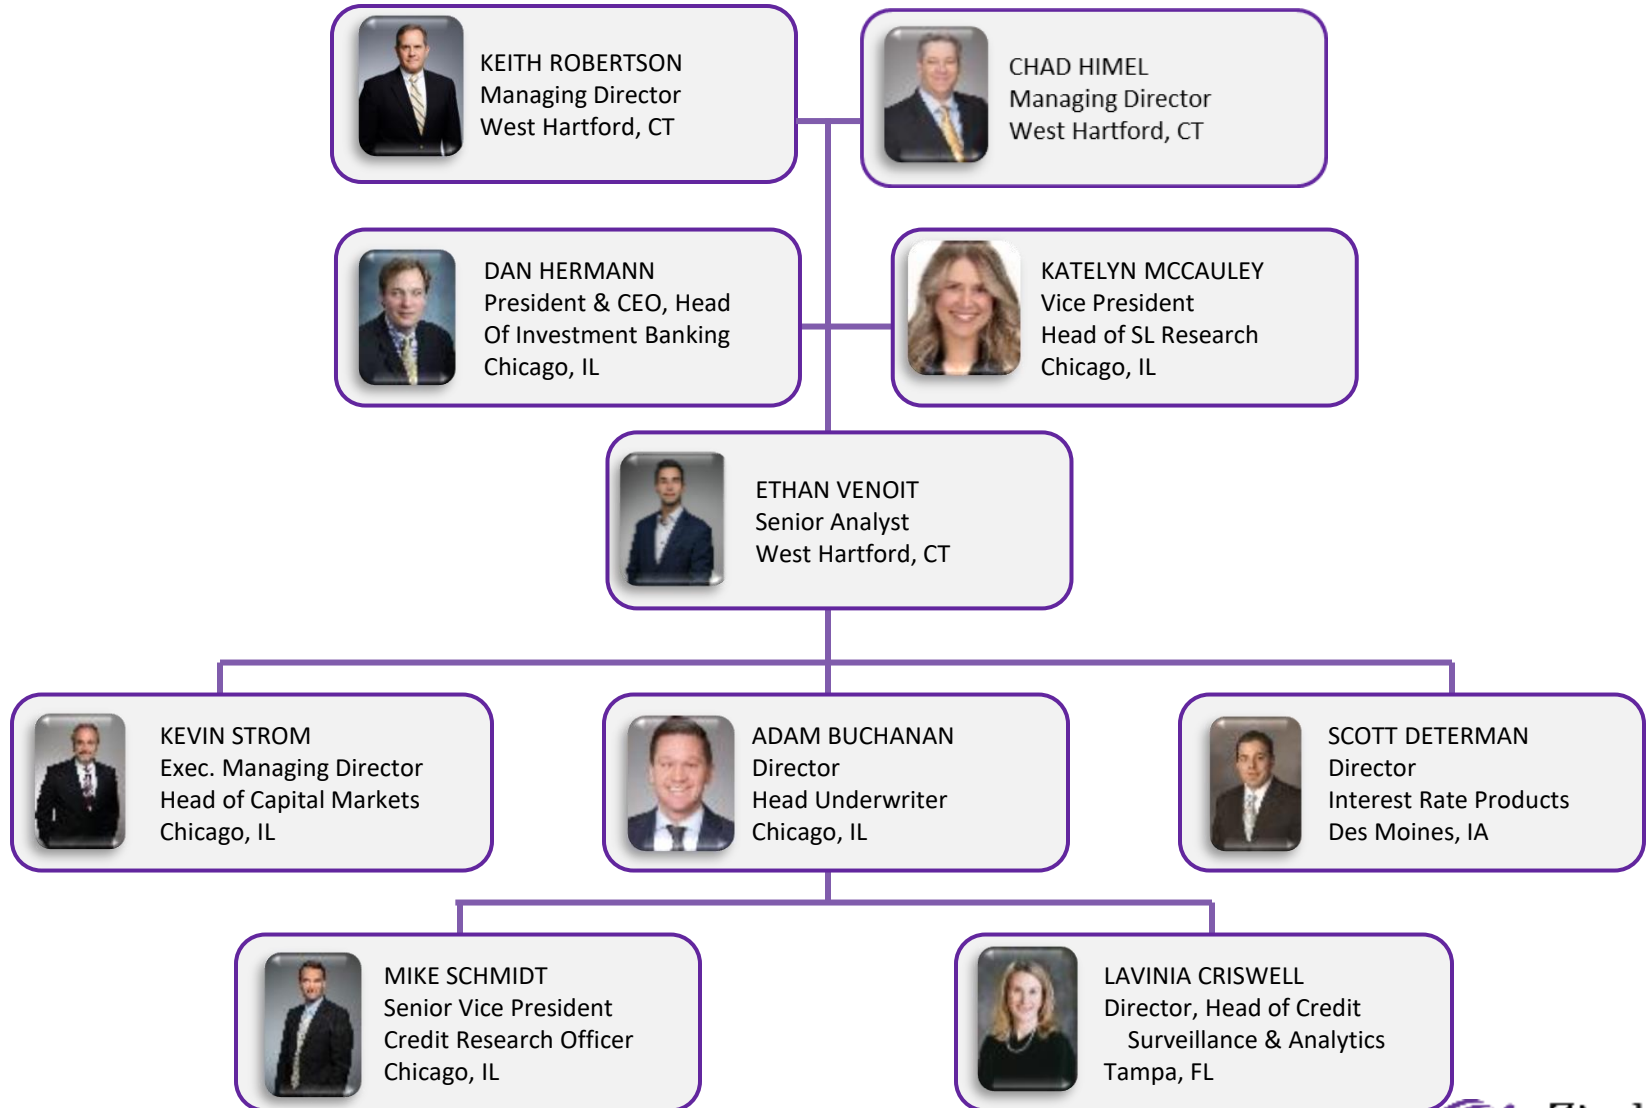 KEITH ROBERTSON
Managing Director
West Hartford, CT
CHAD HIMEL
Managing Director
West Hartford, CT
DAN HERMANN
President & CEO, Head
Of Investment Banking
Chicago, IL
KATELYN MCCAULEY
Vice President
Head of SL Research
Chicago, IL
ETHAN VENOIT
Senior Analyst
West Hartford, CT
KEVIN STROM
Exec. Managing Director
Head of Capital Markets
Chicago, IL
ADAM BUCHANAN
Director
Head Underwriter
Chicago, IL
SCOTT DETERMAN
Director
Interest Rate Products
Des Moines, IA
MIKE SCHMIDT
Senior Vice President
Credit Research Officer
Chicago, IL
LAVINIA CRISWELL
Director, Head of Credit
Surveillance & Analytics
Tampa, FL